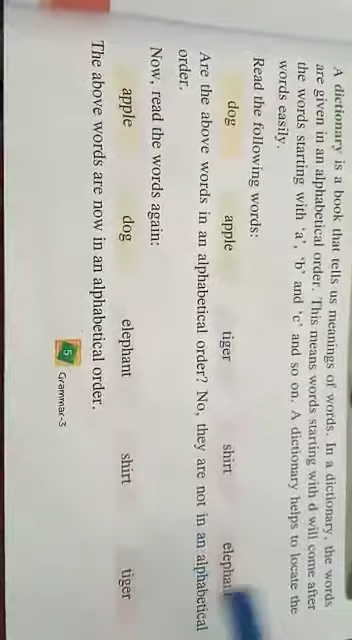 A dictionary is a book that tells us meanings of words. In a dictionary, the words
are given in an alphabetical order. This means words starting with d will come after
the words starting with 'a', 'b' and 'c' and so on. A dictionary helps to locate the
words easily.
Read the following words:
dog apple tiger shirt elephant
Are the above words in an alphabetical order? No, they are not in an alphabetical
order.
Now, read the words again:
apple dog elephant shirt tiger
The above words are now in an alphabetical order.
5 Grammar-3